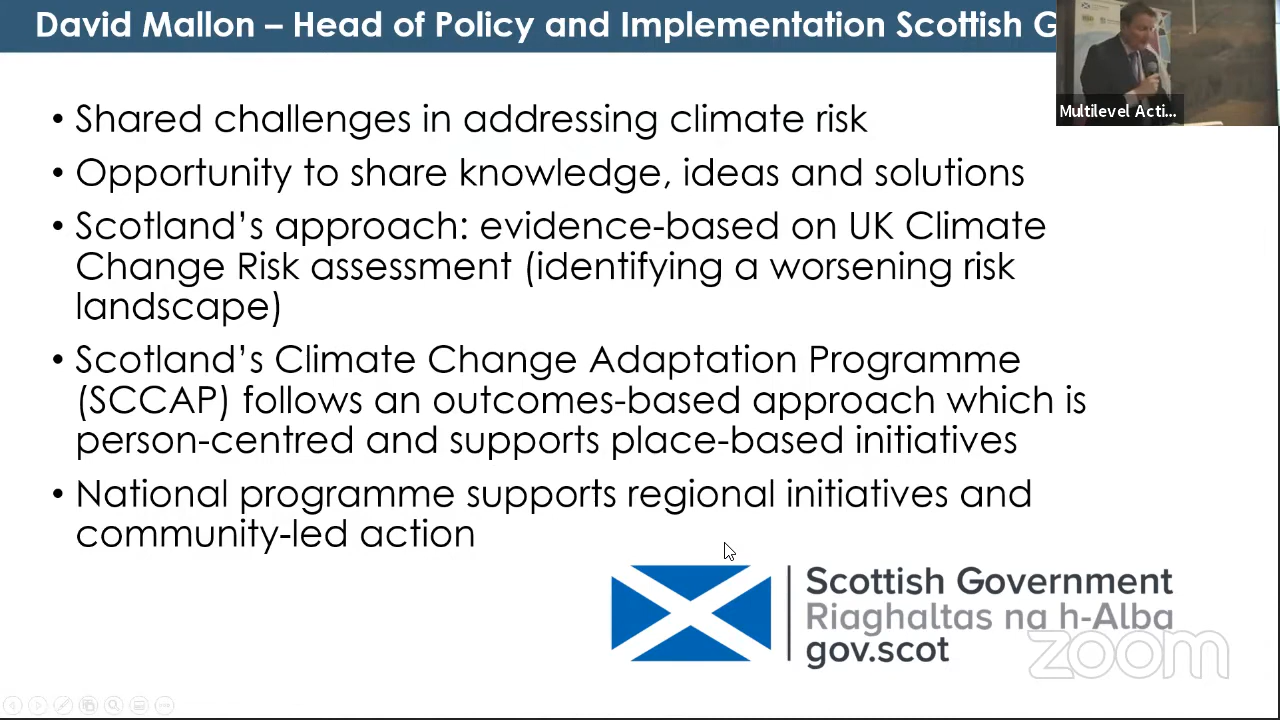 David Mallon – Head of Policy and Implementation Scottish G
Multilevel Acti...
• Shared challenges in addressing climate risk
• Opportunity to share knowledge, ideas and solutions
• Scotland’s approach: evidence-based on UK Climate
Change Risk assessment (identifying a worsening risk
landscape)
• Scotland’s Climate Change Adaptation Programme
(SCCAP) follows an outcomes-based approach which is
person-centred and supports place-based initiatives
• National programme supports regional initiatives and
community-led action
Scottish Government
Riaghaltas na h-Alba
gov.scot
zoom